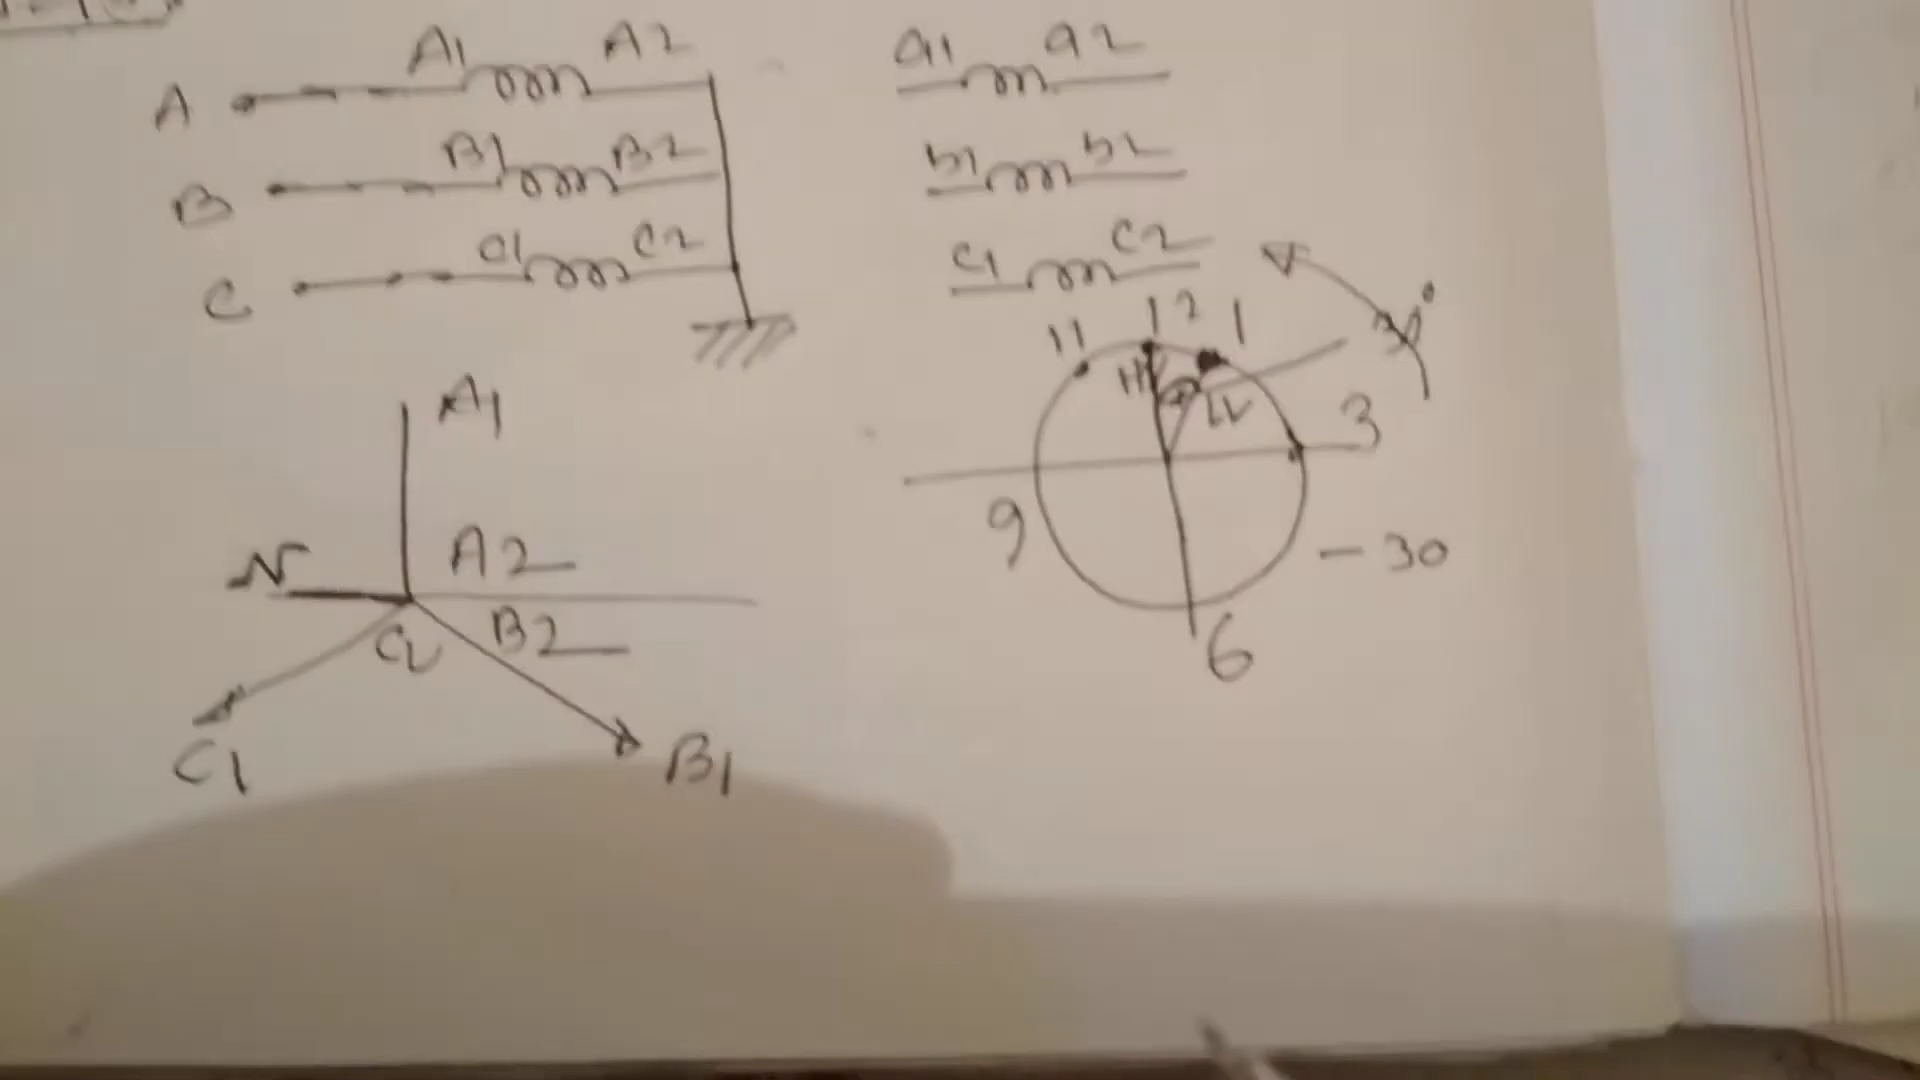 A A1 A2 a1 a2
B B1 B2 b1 b2
C C1 C2 c1 c2
11 12 1 30°
HV LV
A1 3
N A2 9 - 30
C2 B2 6
C1 B1